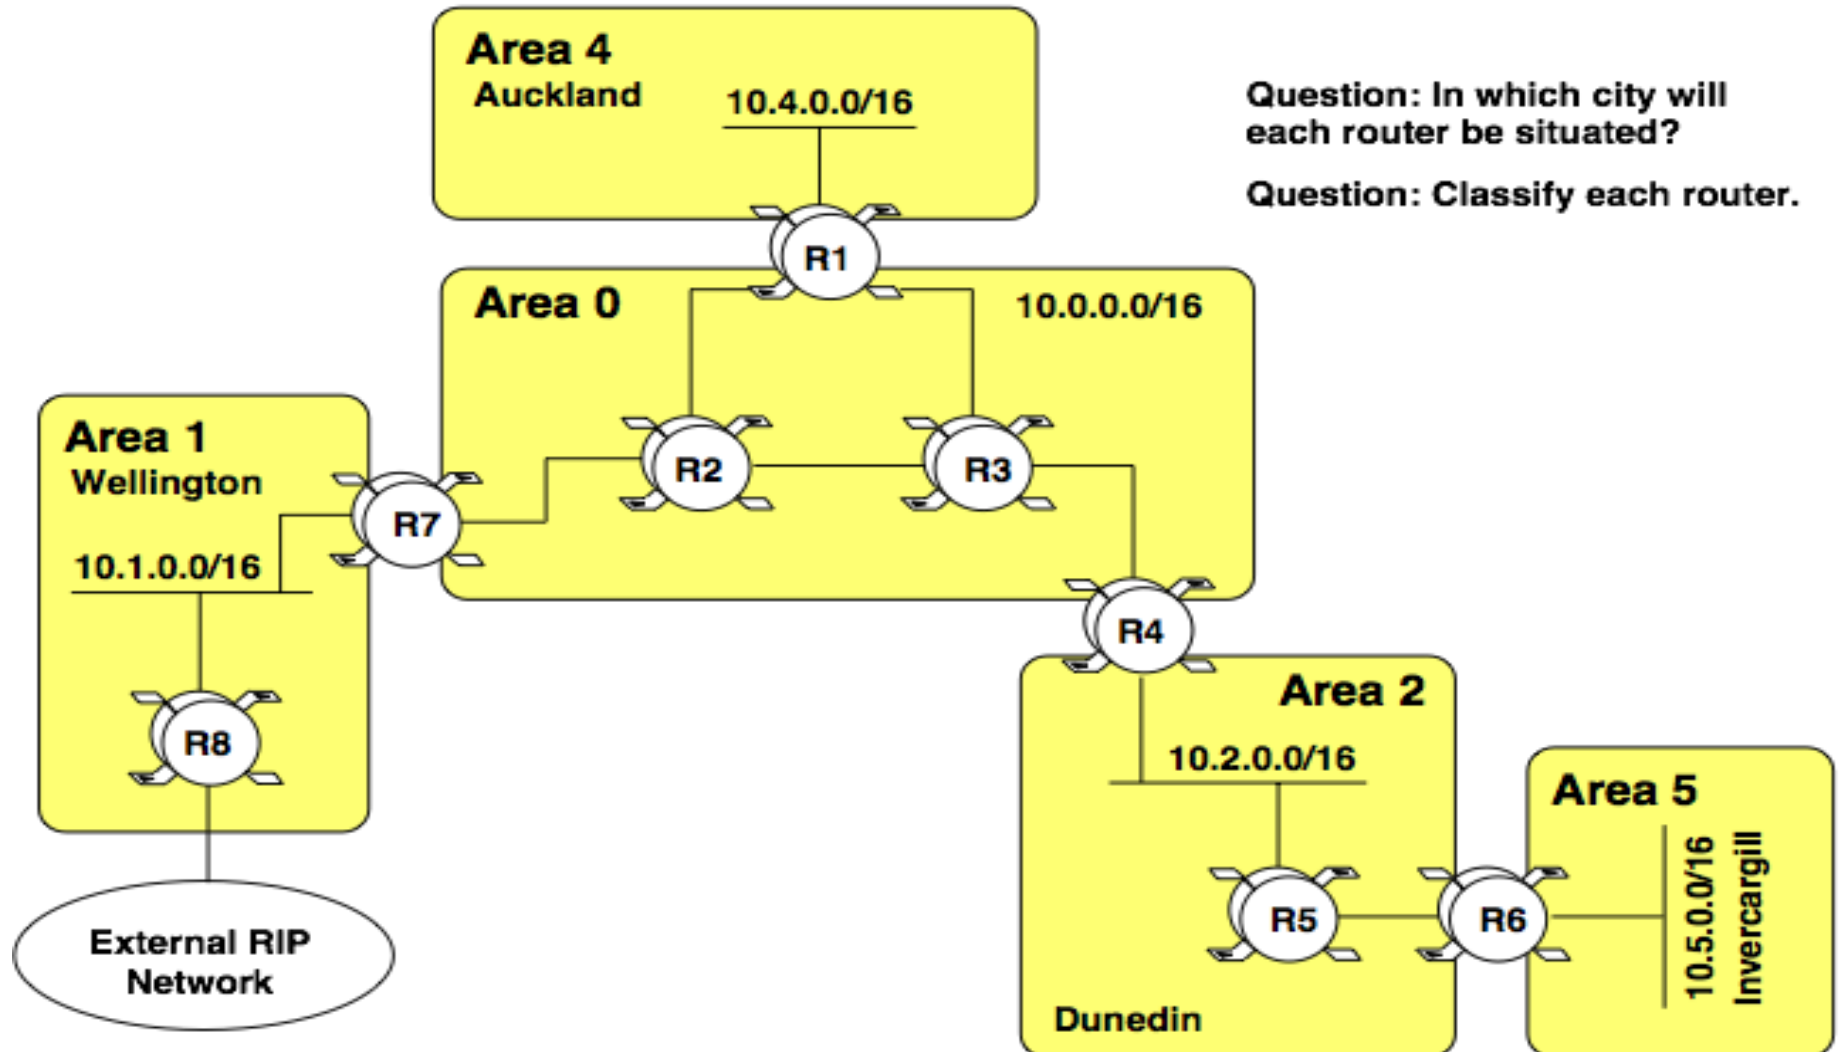 Area 4
Auckland
10.4.0.0/16
Question: In which city will
each router be situated?
Question: Classify each router.
R1
Area 0
10.0.0.0/16
R2
R3
Area 1
Wellington
R7
10.1.0.0/16
R8
External RIP
Network
R4
Area 2
10.2.0.0/16
R5
R6
Dunedin
Area 5
10.5.0.0/16
Invercargill